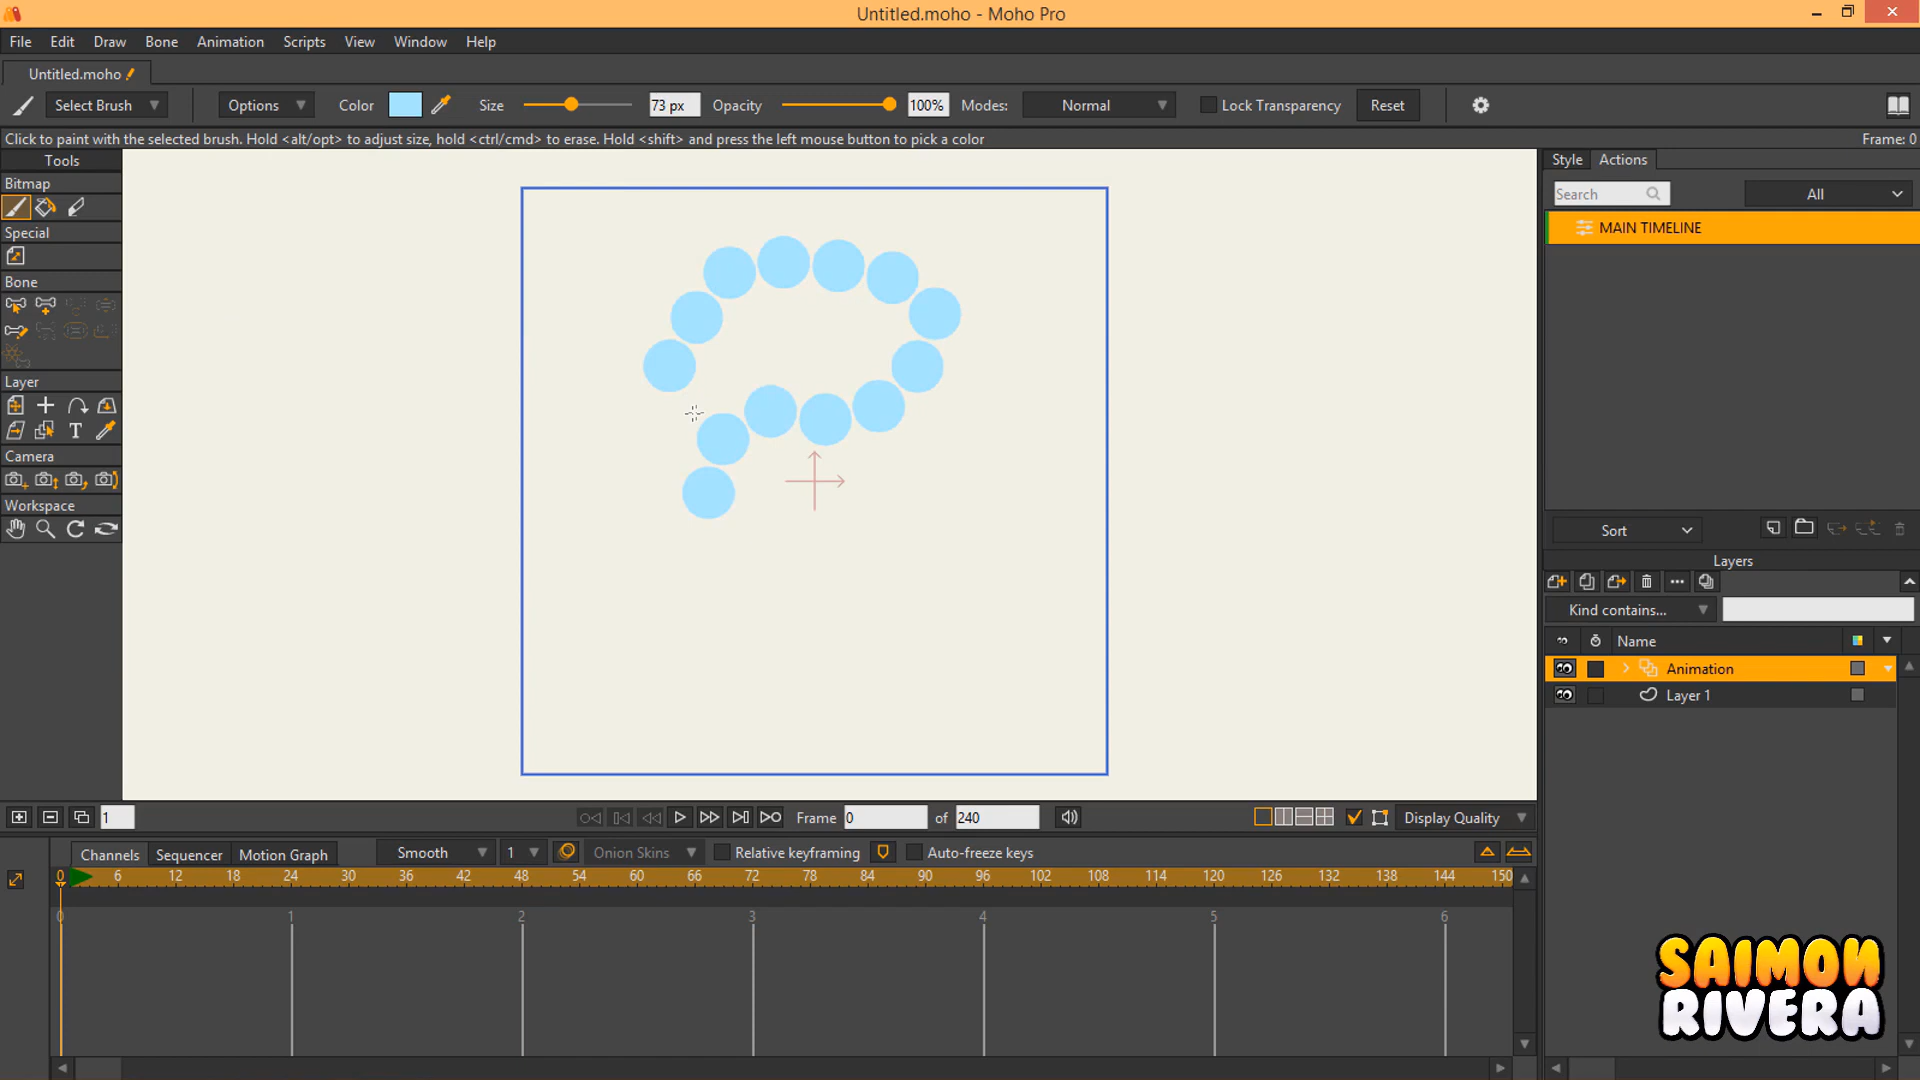 Untitled.moho - Moho Pro
File Edit Draw Bone Animation Scripts View Window Help
Untitled.moho
Select Brush Options Color Size 73 px Opacity 100% Modes: Normal Lock Transparency Reset
Click to paint with the selected brush. Hold <alt/opt> to adjust size, hold <ctrl/cmd> to erase. Hold <shift> and press the left mouse button to pick a color Frame: 0
Tools
Bitmap
Special
Bone
Layer
T
Camera
Workspace
Style Actions
Search All
MAIN TIMELINE
Sort
Layers
Kind contains...
Name
Animation
Layer 1
1 Frame 0 of 240 Display Quality
Channels Sequencer Motion Graph Smooth 1 Onion Skins Relative keyframing Auto-freeze keys
0 6 12 18 24 30 36 42 48 54 60 66 72 78 84 90 96 102 108 114 120 126 132 138 144 150
0 1 2 3 4 5 6
SAIMON
RIVERA